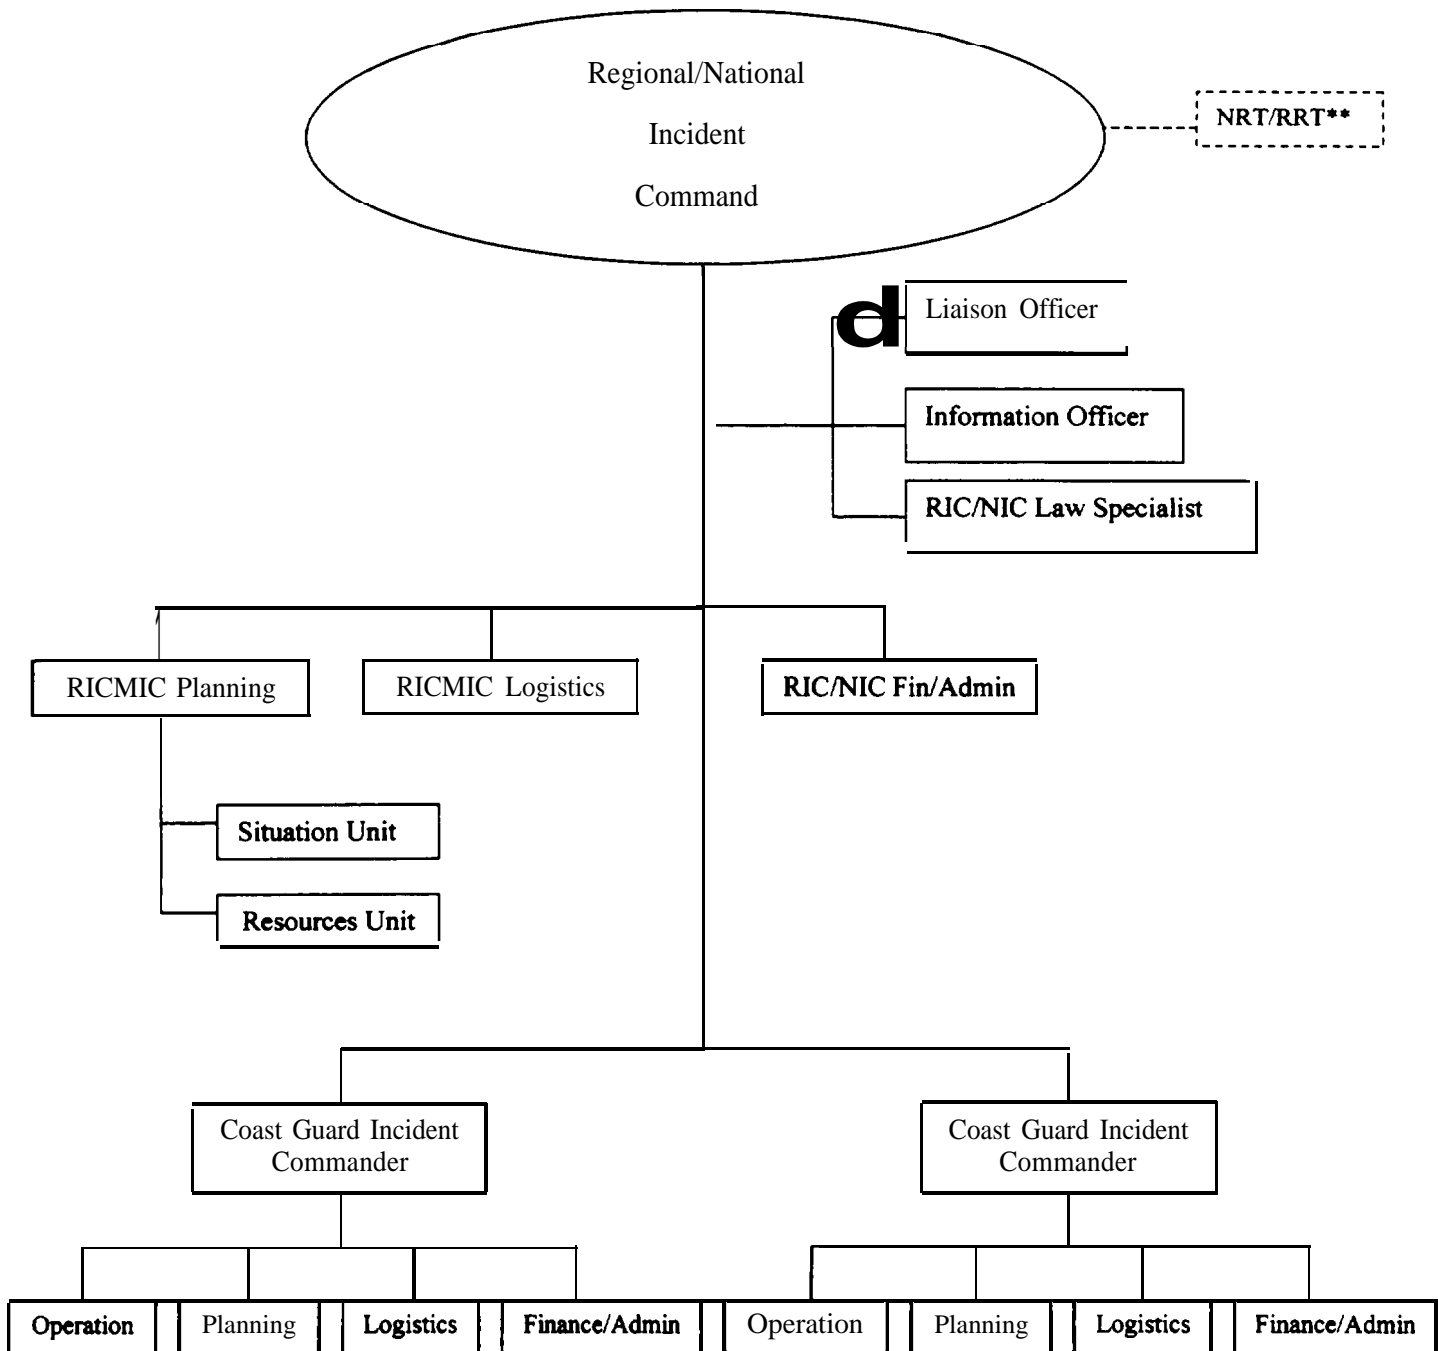 Regional/National
Incident
Command
NRT/RRT**
d
Liaison Officer
Information Officer
RIC/NIC Law Specialist
RICMIC Planning
RICMIC Logistics
RIC/NIC Fin/Admin
Situation Unit
Resources Unit
Coast Guard Incident
Commander
Coast Guard Incident
Commander
Operation
Planning
Logistics
Finance/Admin
Operation
Planning
Logistics
Finance/Admin